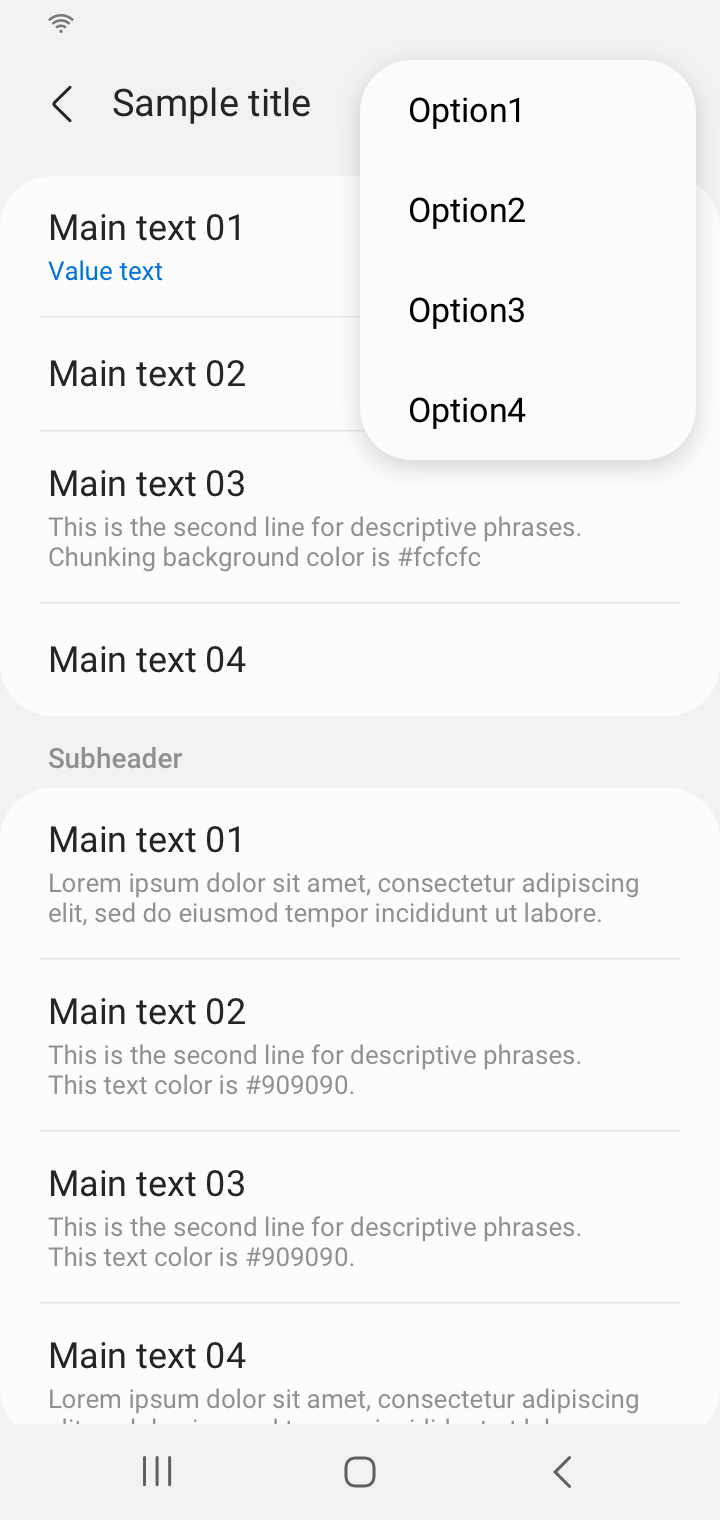 Sample title
Option1
Option2
Option3
Option4
Main text 01
Value text
Main text 02
Main text 03
This is the second line for descriptive phrases.
Chunking background color is #fcfcfc
Main text 04
Subheader
Main text 01
Lorem ipsum dolor sit amet, consectetur adipiscing
elit, sed do eiusmod tempor incididunt ut labore.
Main text 02
This is the second line for descriptive phrases.
This text color is #909090.
Main text 03
This is the second line for descriptive phrases.
This text color is #909090.
Main text 04
Lorem ipsum dolor sit amet, consectetur adipiscing